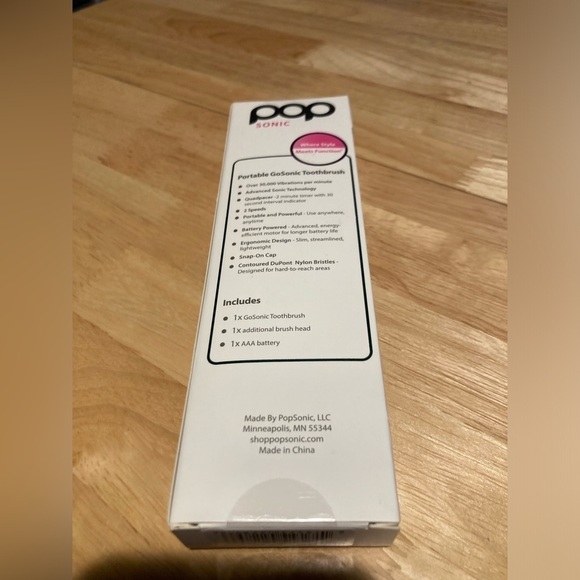 pop
SONIC
Where Style
Meets Function
Portable GoSonic Toothbrush
Over 30,000 Vibrations per minute
Advanced Sonic Technology
Quadpacer -2 minute timer with 30
second interval indicator
2 Speeds
Portable and Powerful - Use anywhere,
anytime
Battery Powered - Advanced, energy-
efficient motor for longer battery life
Ergonomic Design - Slim, streamlined,
lightweight
Snap-On Cap
Contoured DuPont Nylon Bristles -
Designed for hard-to-reach areas
Includes
1x GoSonic Toothbrush
1x additional brush head
1x AAA battery
Made By PopSonic, LLC
Minneapolis, MN 55344
shoppopsonic.com
Made in China